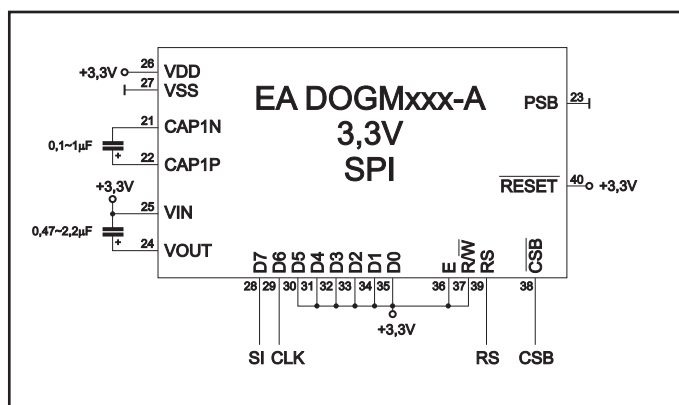 EA DOGMxxx-A
3,3V
SPI
+3,3V
26 VDD
27 VSS
21 CAP1N
0,1~1µF
+
22 CAP1P
+3,3V
25 VIN
0,47~2,2µF
+
24 VOUT
PSB 23
RESET 40 +3,3V
D7 D6 D5 D4 D3 D2 D1 D0 E R/W RS CSB
28 29 30 31 32 33 34 35 36 37 39 38
+3,3V
SI CLK RS CSB